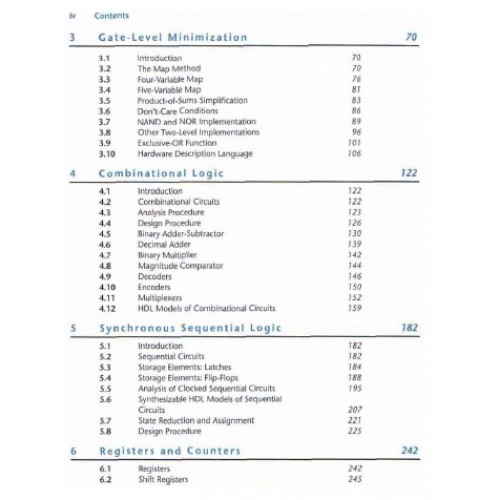 iv Contents
3 Gate-Level Minimization 70
3.1 Introduction 70
3.2 The Map Method 70
3.3 Four-Variable Map 76
3.4 Five-Variable Map 81
3.5 Product-of-Sums Simplification 83
3.6 Don't-Care Conditions 86
3.7 NAND and NOR Implementation 89
3.8 Other Two-Level Implementations 96
3.9 Exclusive-OR Function 101
3.10 Hardware Description Language 106
4 Combinational Logic 122
4.1 Introduction 122
4.2 Combinational Circuits 122
4.3 Analysis Procedure 123
4.4 Design Procedure 126
4.5 Binary Adder-Subtractor 130
4.6 Decimal Adder 139
4.7 Binary Multiplier 142
4.8 Magnitude Comparator 144
4.9 Decoders 146
4.10 Encoders 150
4.11 Multiplexers 152
4.12 HDL Models of Combinational Circuits 159
5 Synchronous Sequential Logic 182
5.1 Introduction 182
5.2 Sequential Circuits 182
5.3 Storage Elements: Latches 184
5.4 Storage Elements: Flip-Flops 188
5.5 Analysis of Clocked Sequential Circuits 195
5.6 Synthesizable HDL Models of Sequential
Circuits 207
5.7 State Reduction and Assignment 221
5.8 Design Procedure 225
6 Registers and Counters 242
6.1 Registers 242
6.2 Shift Registers 245